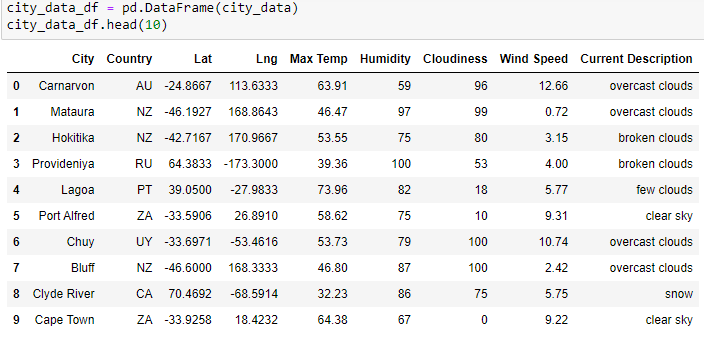 city_data_df = pd.DataFrame(city_data)
city_data_df.head(10)
City Country Lat Lng Max Temp Humidity Cloudiness Wind Speed Current Description
0 Carnarvon AU -24.8667 113.6333 63.91 59 96 12.66 overcast clouds
1 Mataura NZ -46.1927 168.8643 46.47 97 99 0.72 overcast clouds
2 Hokitika NZ -42.7167 170.9667 53.55 75 80 3.15 broken clouds
3 Provideniya RU 64.3833 -173.3000 39.36 100 53 4.00 broken clouds
4 Lagoa PT 39.0500 -27.9833 73.96 82 18 5.77 few clouds
5 Port Alfred ZA -33.5906 26.8910 58.62 75 10 9.31 clear sky
6 Chuy UY -33.6971 -53.4616 53.73 79 100 10.74 overcast clouds
7 Bluff NZ -46.6000 168.3333 46.80 87 100 2.42 overcast clouds
8 Clyde River CA 70.4692 -68.5914 32.23 86 75 5.75 snow
9 Cape Town ZA -33.9258 18.4232 64.38 67 0 9.22 clear sky